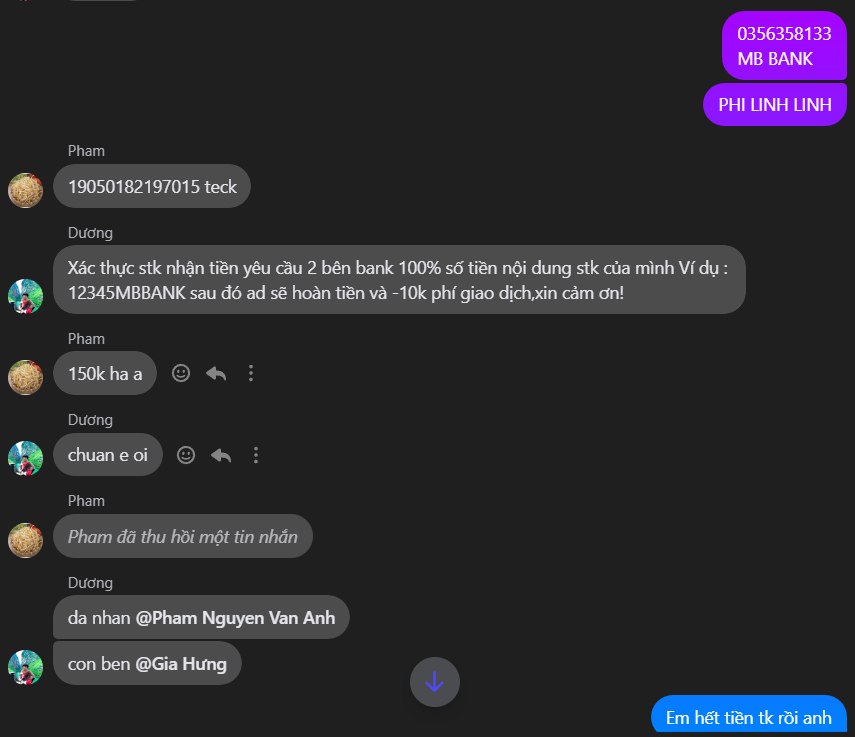 0356358133
MB BANK
PHI LINH LINH
Pham
19050182197015 teck
Dương
Xác thực stk nhận tiền yêu cầu 2 bên bank 100% số tiền nội dung stk của mình Ví dụ :
12345MBBANK sau đó ad sẽ hoàn tiền và -10k phí giao dịch,xin cảm ơn!
Pham
150k ha a
Dương
chuan e oi
Pham
Pham đã thu hồi một tin nhắn
Dương
da nhan @Pham Nguyen Van Anh
con ben @Gia Hưng
Em hết tiền tk rồi anh